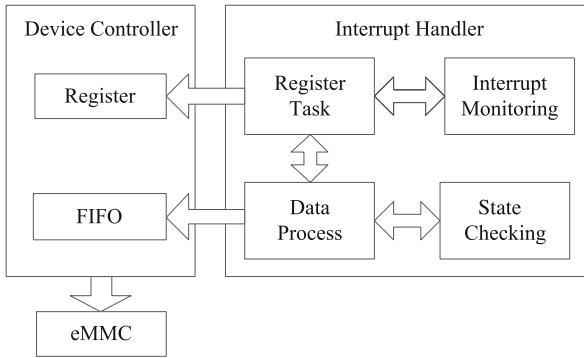 Device Controller
Interrupt Handler
Register
Register
Task
Interrupt
Monitoring
FIFO
Data
Process
State
Checking
eMMC